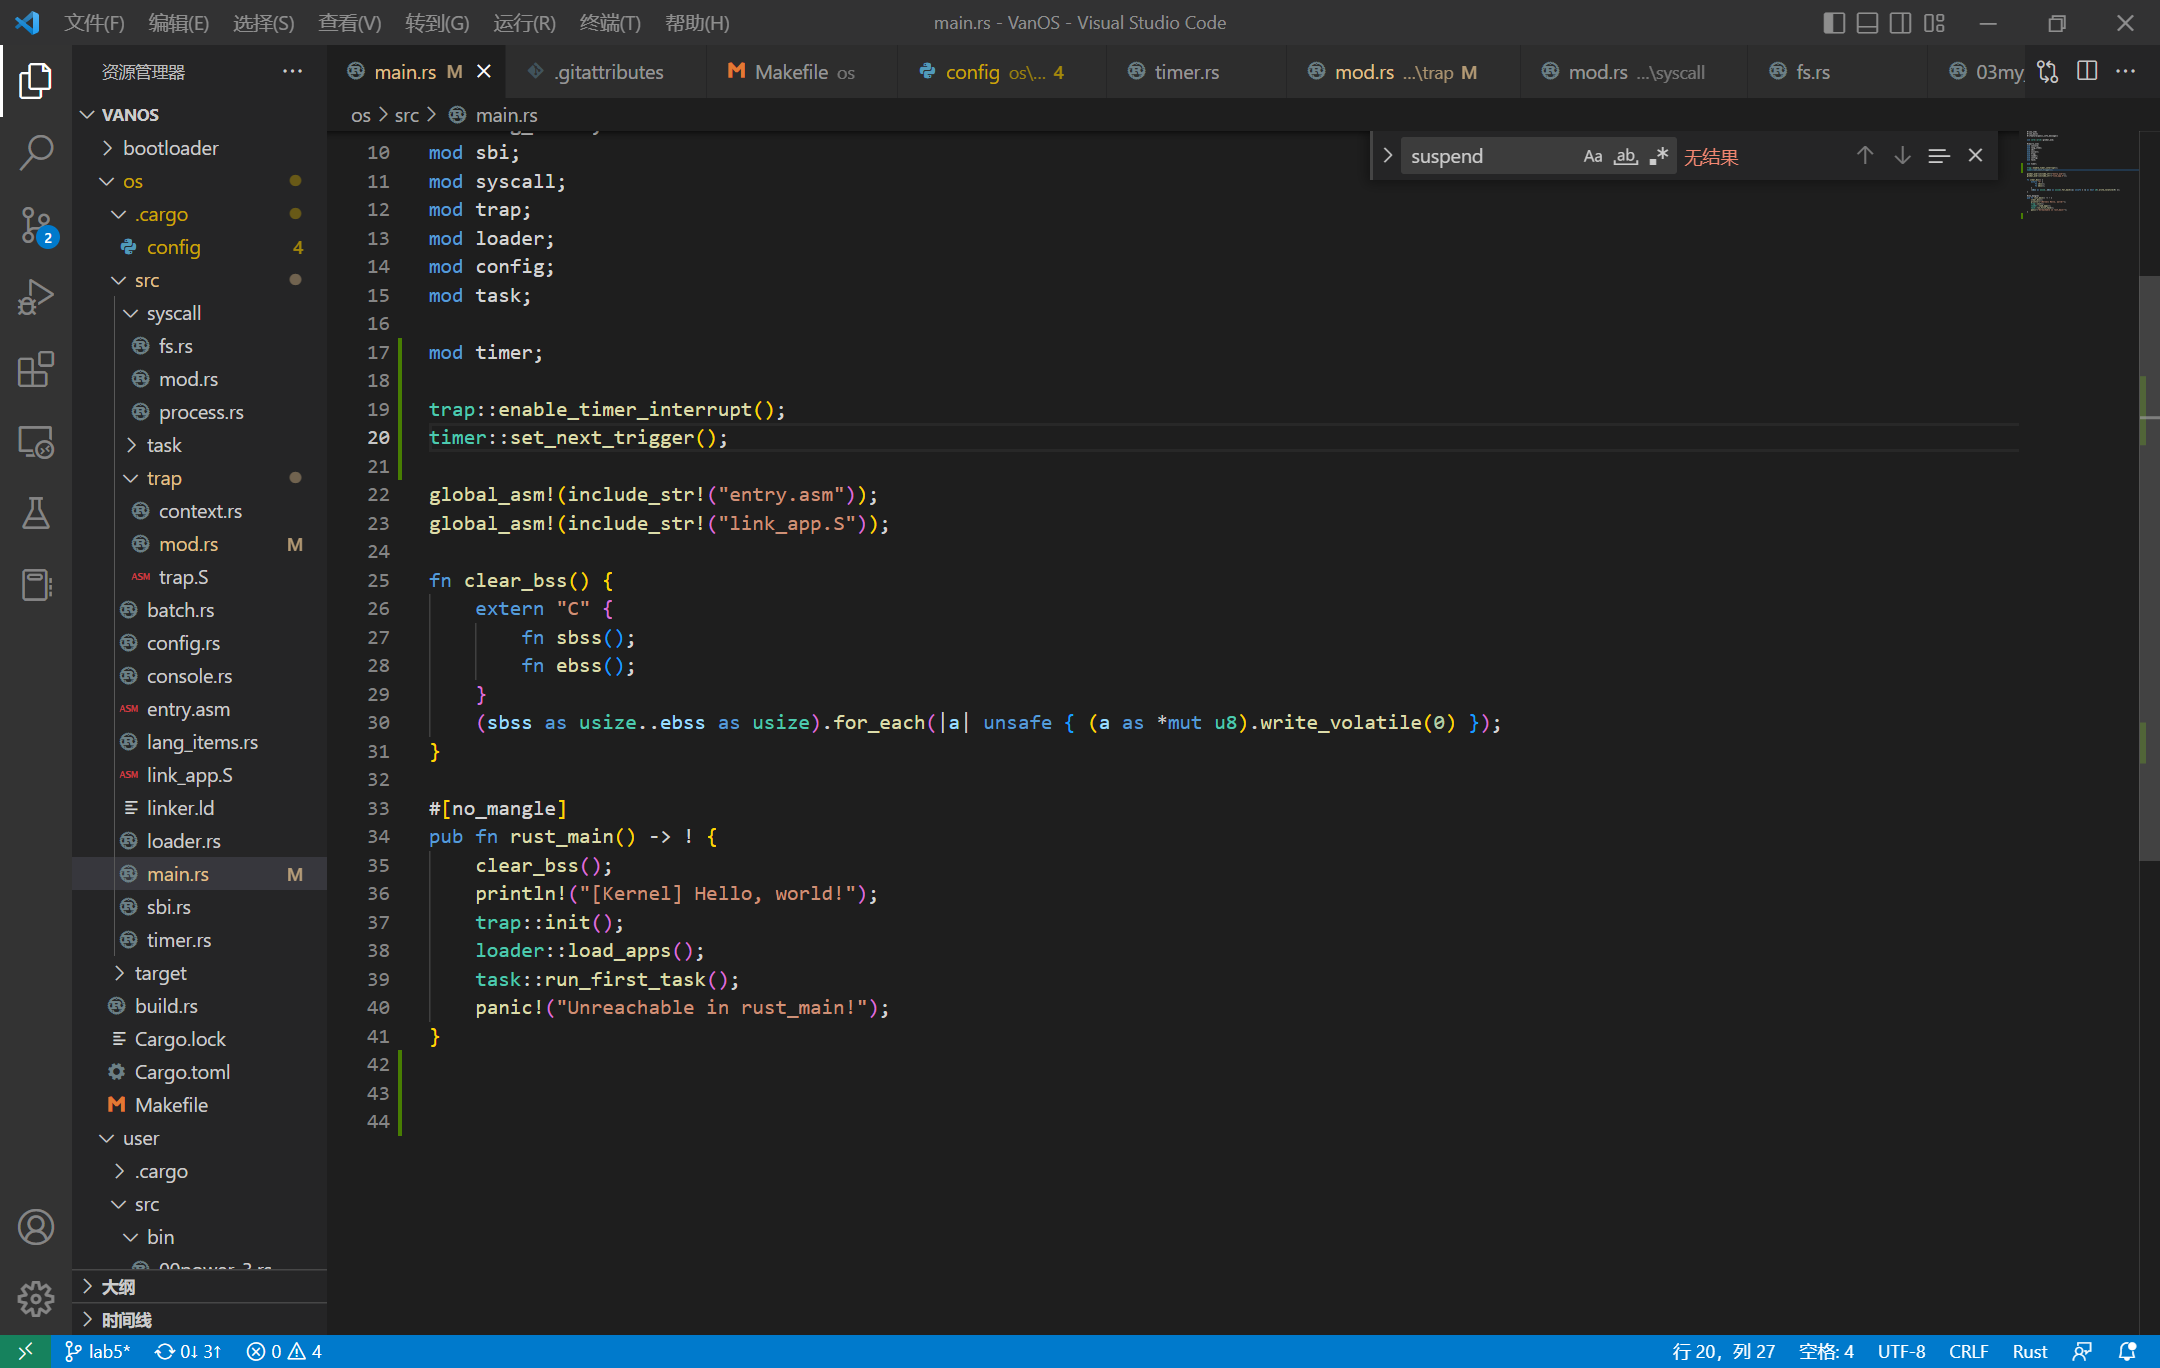 文件(F) 编辑(E) 选择(S) 查看(V) 转到(G) 运行(R) 终端(T) 帮助(H)
main.rs - VanOS - Visual Studio Code
资源管理器
main.rs M
.gitattributes
Makefile os
config os\... 4
timer.rs
mod.rs ...\trap M
mod.rs ...\syscall
fs.rs
03my_
os > src > main.rs
suspend
Aa ab .* 无结果
VANOS
bootloader
os
.cargo
config 4
src
syscall
fs.rs
mod.rs
process.rs
task
trap
context.rs
mod.rs M
ASM trap.S
batch.rs
config.rs
console.rs
ASM entry.asm
lang_items.rs
ASM link_app.S
linker.ld
loader.rs
main.rs M
sbi.rs
timer.rs
target
build.rs
Cargo.lock
Cargo.toml
Makefile
user
.cargo
src
bin
大纲
时间线
2
10 mod sbi;
11 mod syscall;
12 mod trap;
13 mod loader;
14 mod config;
15 mod task;
16
17 mod timer;
18
19 trap::enable_timer_interrupt();
20 timer::set_next_trigger();
21
22 global_asm!(include_str!("entry.asm"));
23 global_asm!(include_str!("link_app.S"));
24
25 fn clear_bss() {
26     extern "C" {
27         fn sbss();
28         fn ebss();
29     }
30     (sbss as usize..ebss as usize).for_each(|a| unsafe { (a as *mut u8).write_volatile(0) });
31 }
32
33 #[no_mangle]
34 pub fn rust_main() -> ! {
35     clear_bss();
36     println!("[Kernel] Hello, world!");
37     trap::init();
38     loader::load_apps();
39     task::run_first_task();
40     panic!("Unreachable in rust_main!");
41 }
42
43
44
lab5* 0↓ 3↑ 0 4
行 20，列 27 空格: 4 UTF-8 CRLF Rust